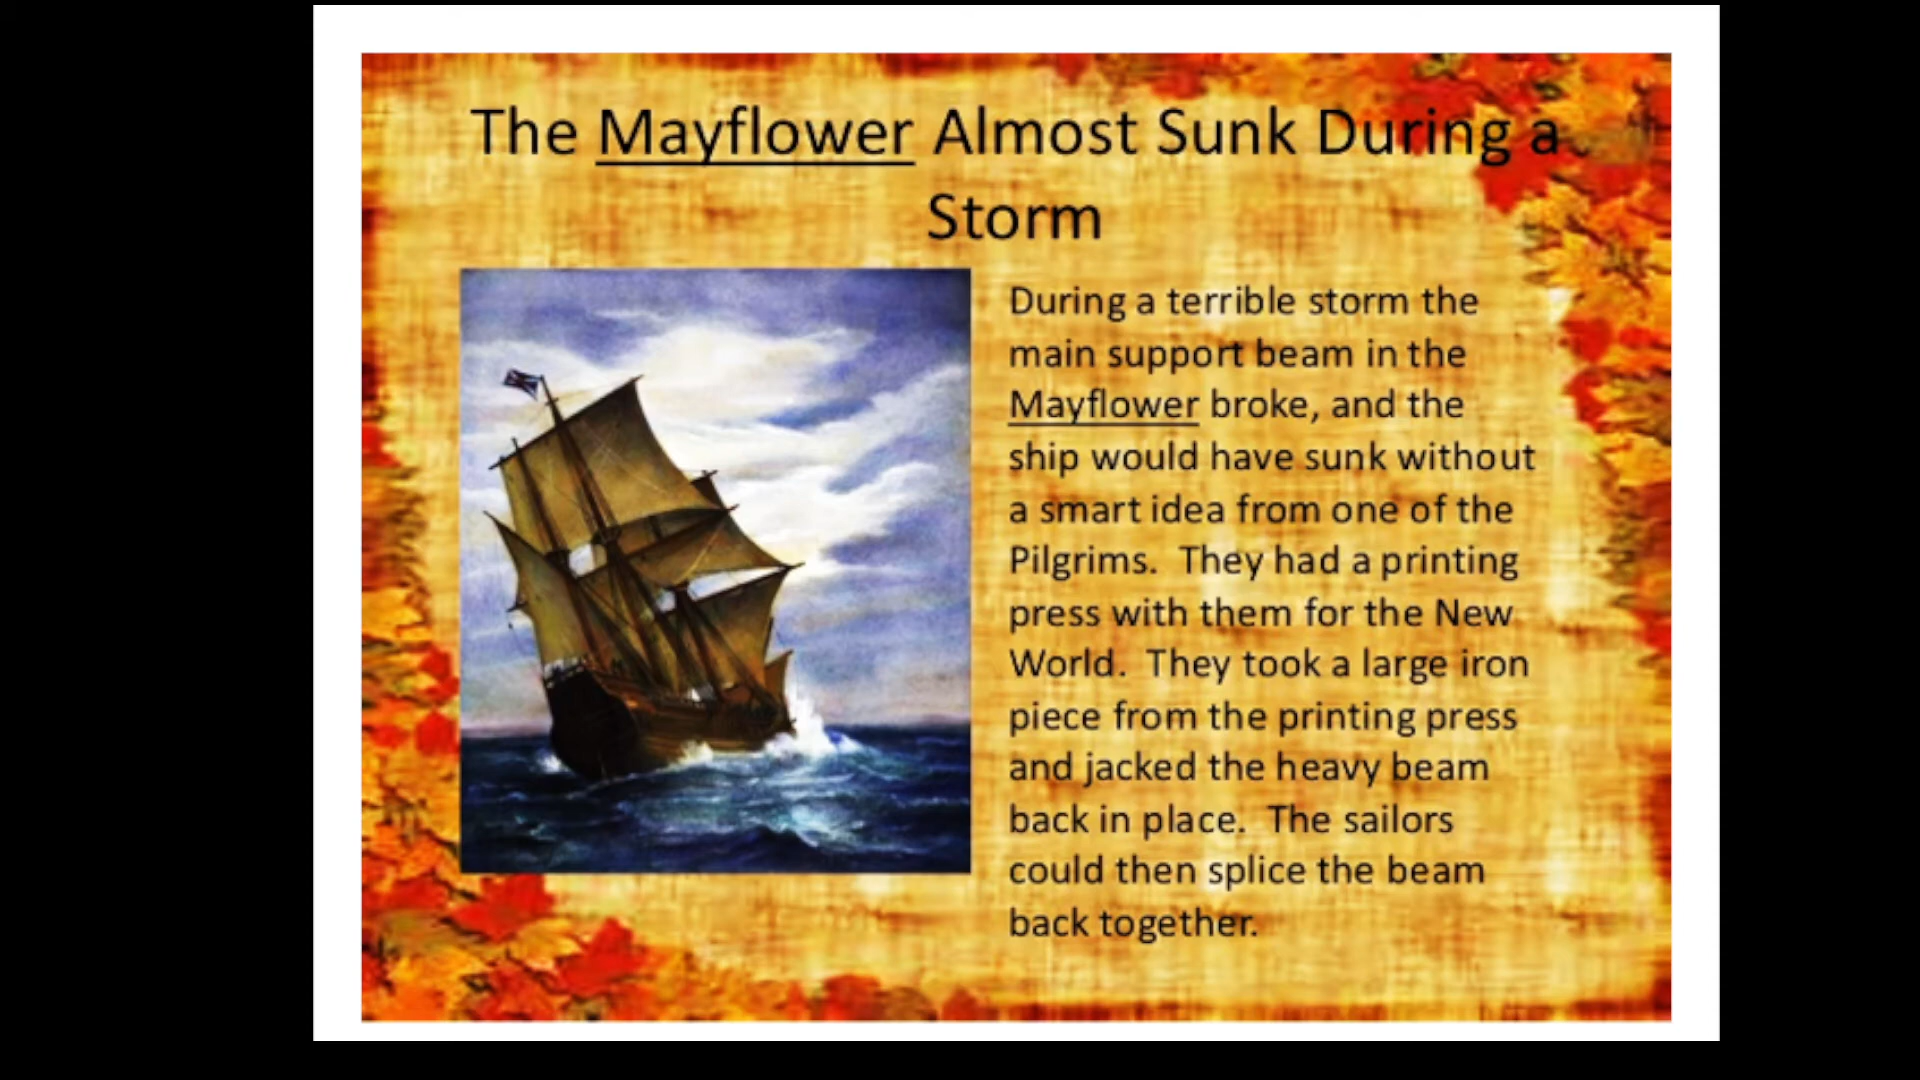 The Mayflower Almost Sunk During a
Storm
During a terrible storm the
main support beam in the
Mayflower broke, and the
ship would have sunk without
a smart idea from one of the
Pilgrims.  They had a printing
press with them for the New
World.  They took a large iron
piece from the printing press
and jacked the heavy beam
back in place.  The sailors
could then splice the beam
back together.